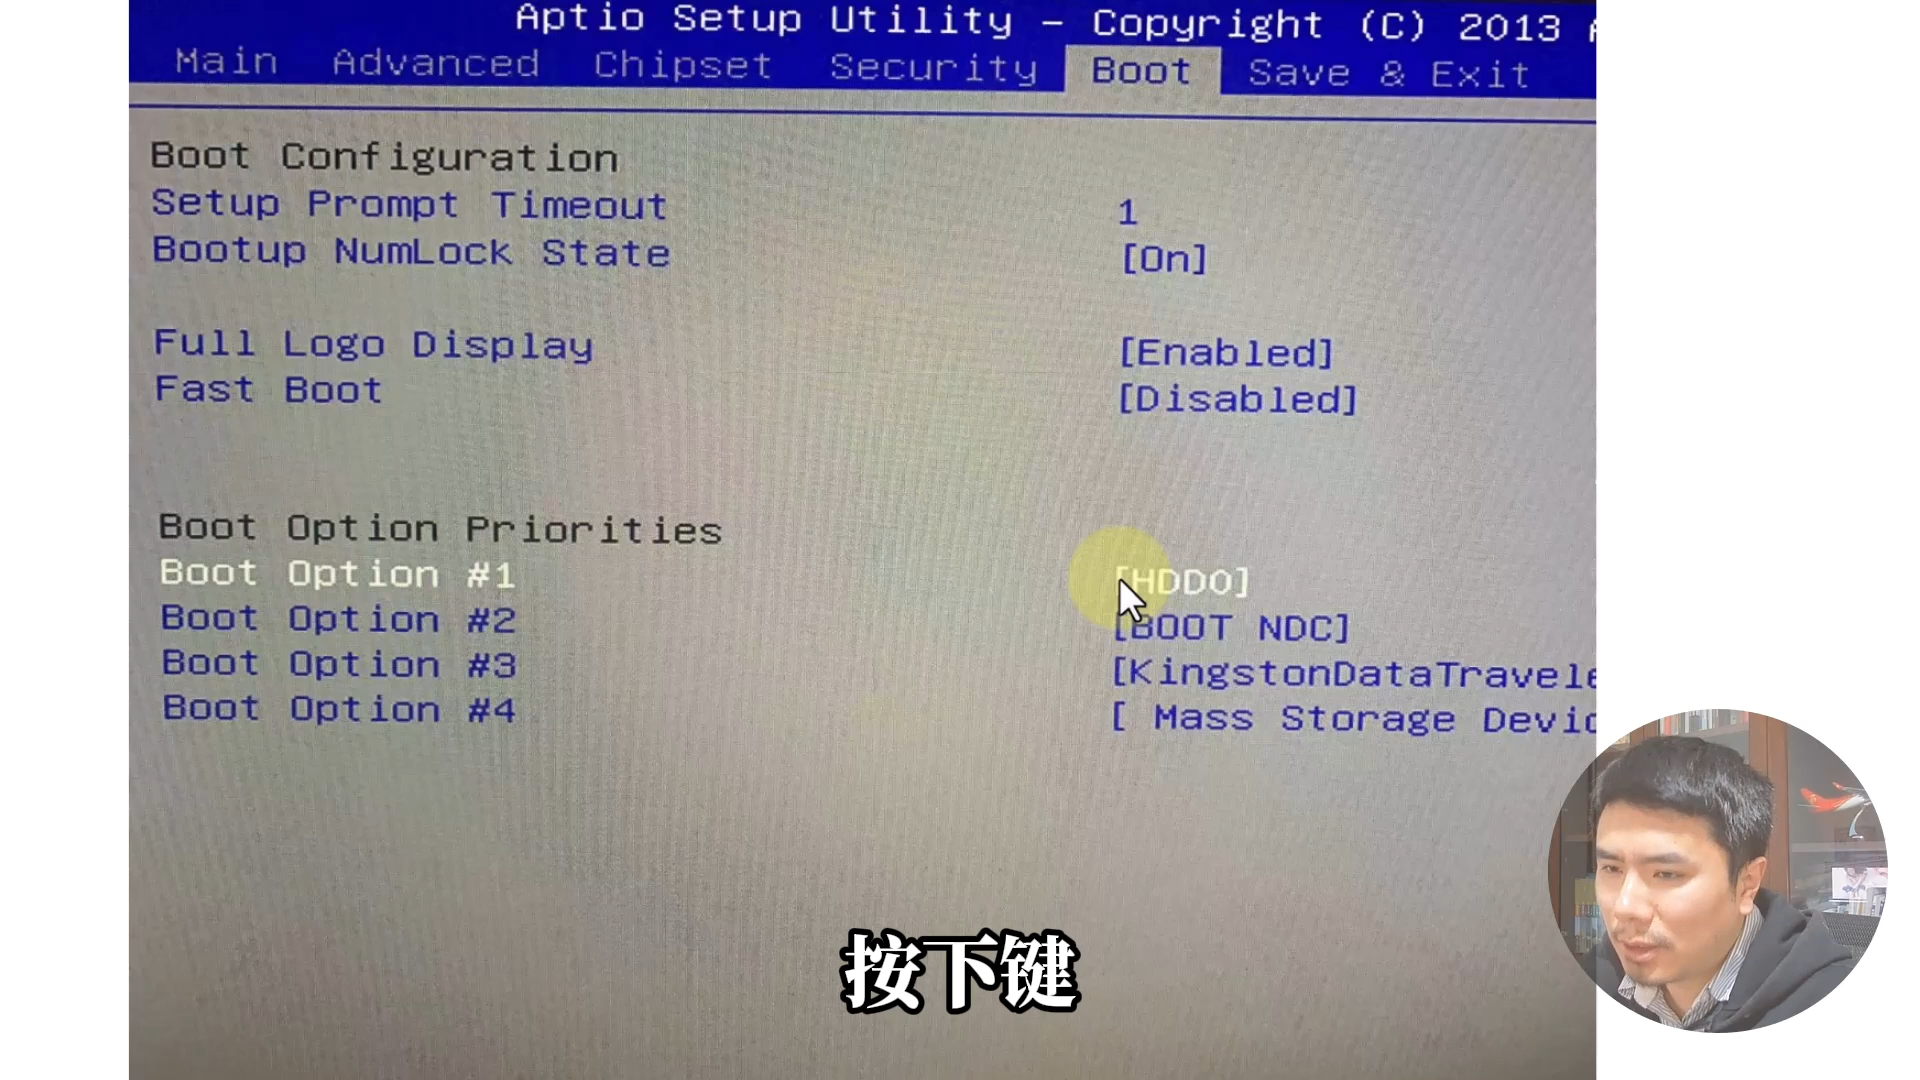 Aptio Setup Utility – Copyright (C) 2013
Main Advanced Chipset Security Boot Save & Exit
Boot Configuration
Setup Prompt Timeout 1
Bootup NumLock State [On]
Full Logo Display [Enabled]
Fast Boot [Disabled]
Boot Option Priorities
Boot Option #1 [HDD0]
Boot Option #2 [BOOT NDC]
Boot Option #3 [KingstonDataTravele
Boot Option #4 [ Mass Storage Devic
按下键